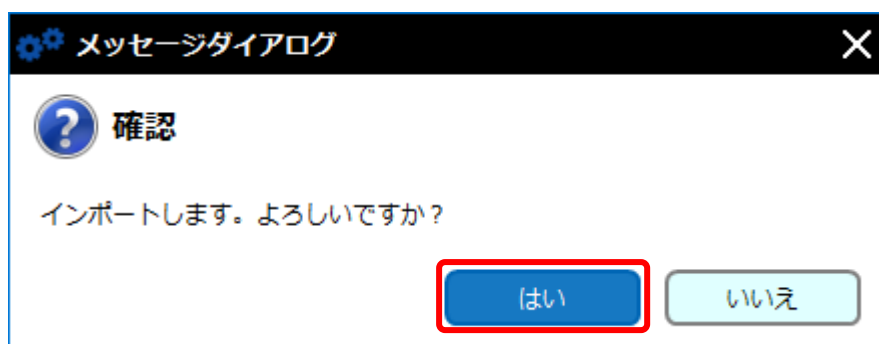 メッセージダイアログ
確認
インポートします。よろしいですか？
はい
いいえ